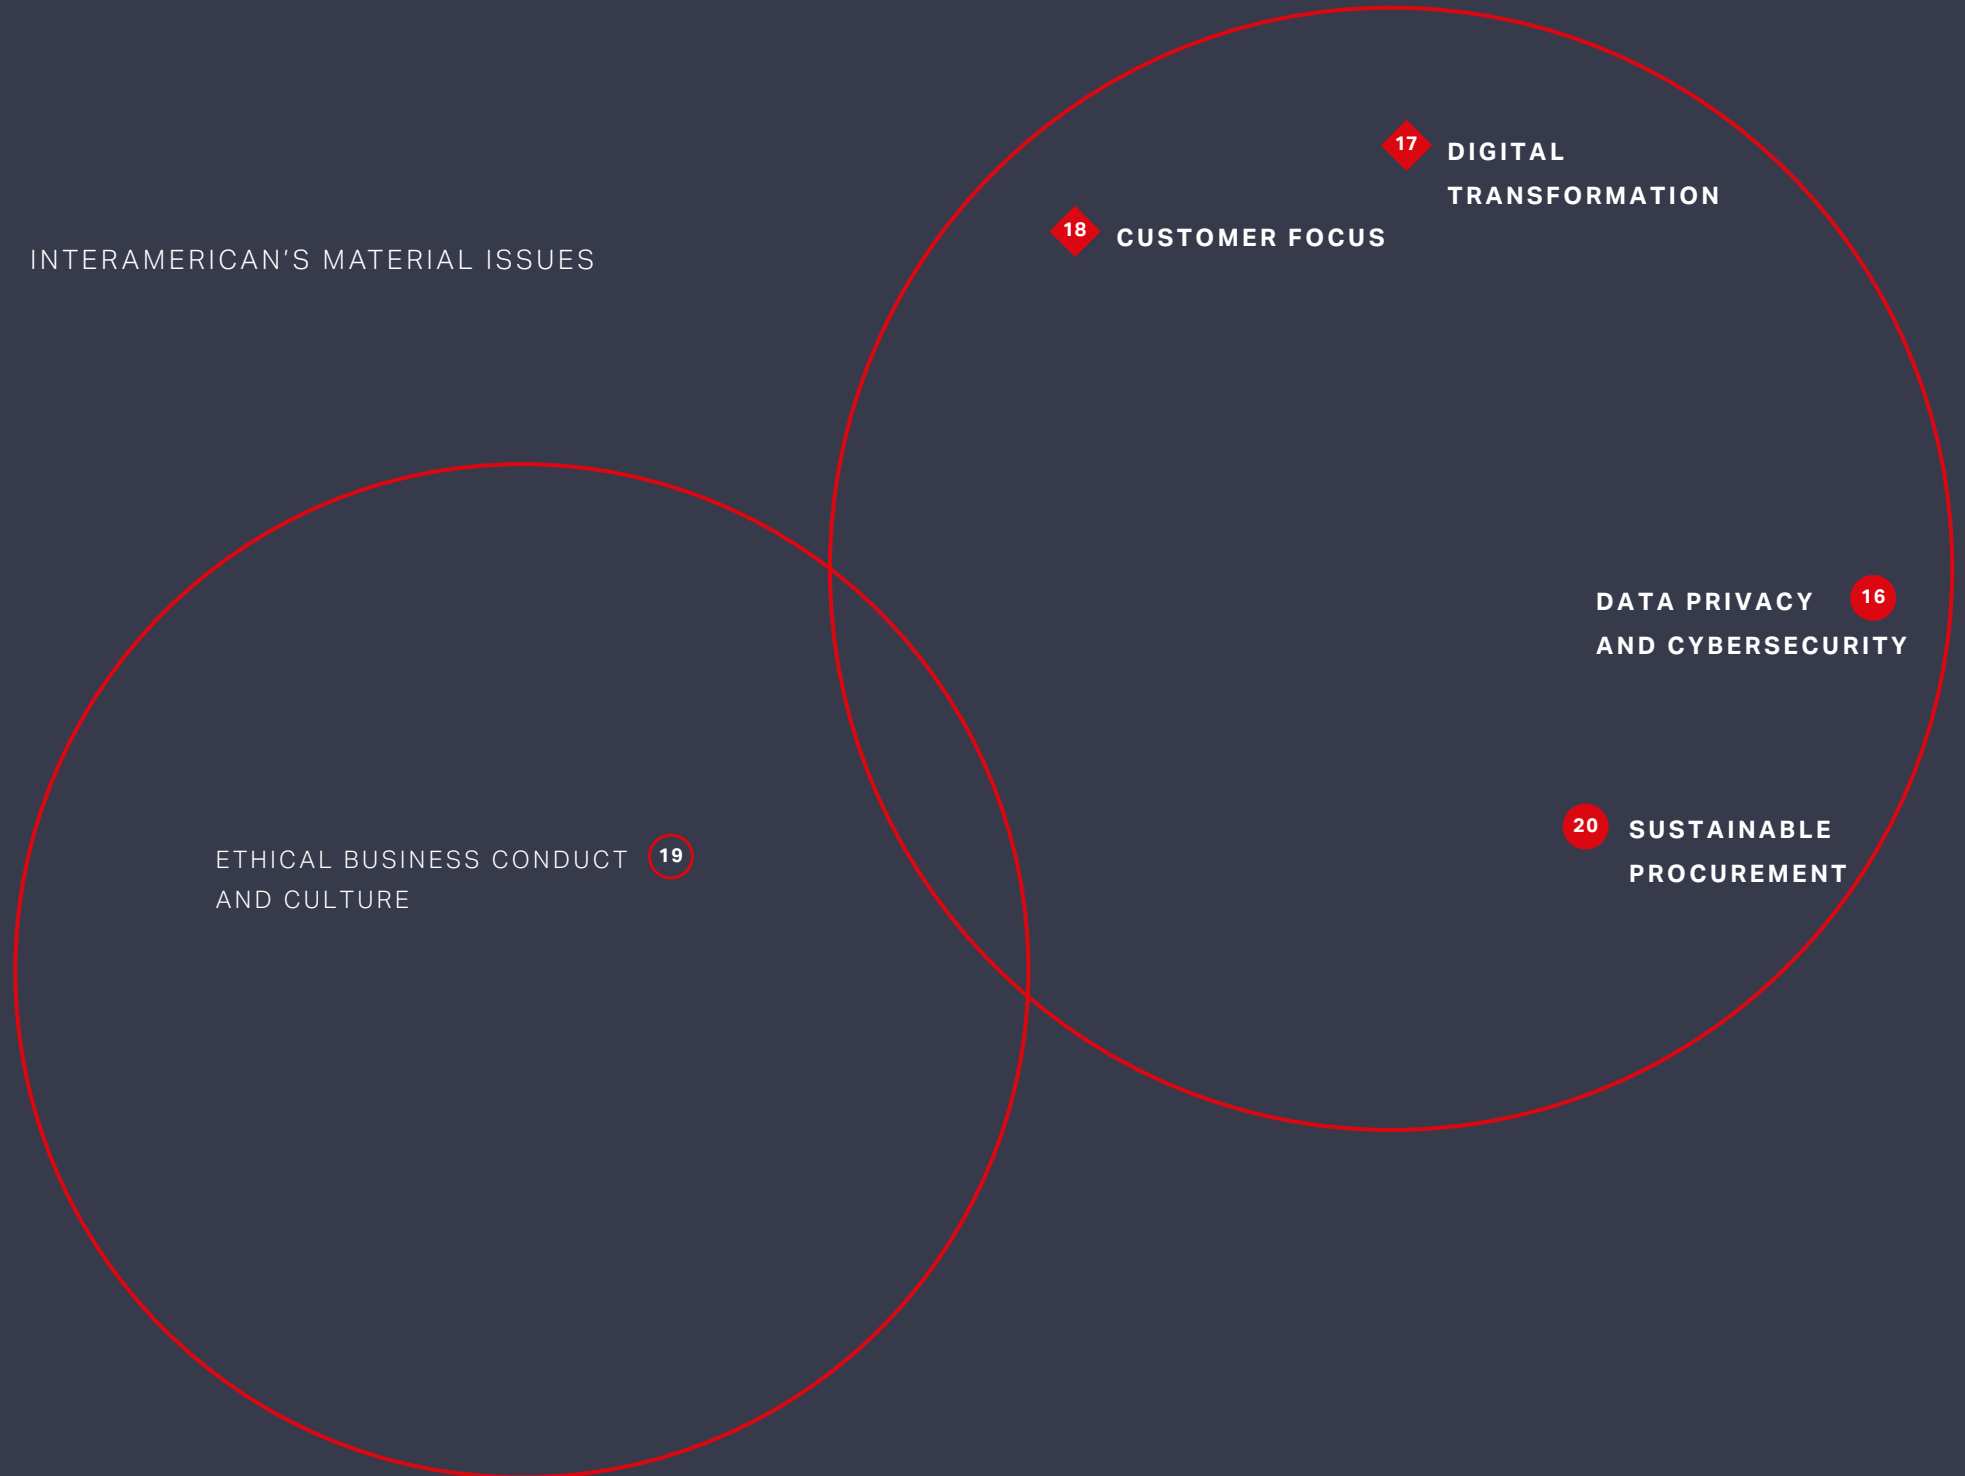 INTERAMERICAN'S MATERIAL ISSUES
17
DIGITAL
TRANSFORMATION
18
CUSTOMER FOCUS
DATA PRIVACY
16
AND CYBERSECURITY
20
SUSTAINABLE
PROCUREMENT
ETHICAL BUSINESS CONDUCT
19
AND CULTURE